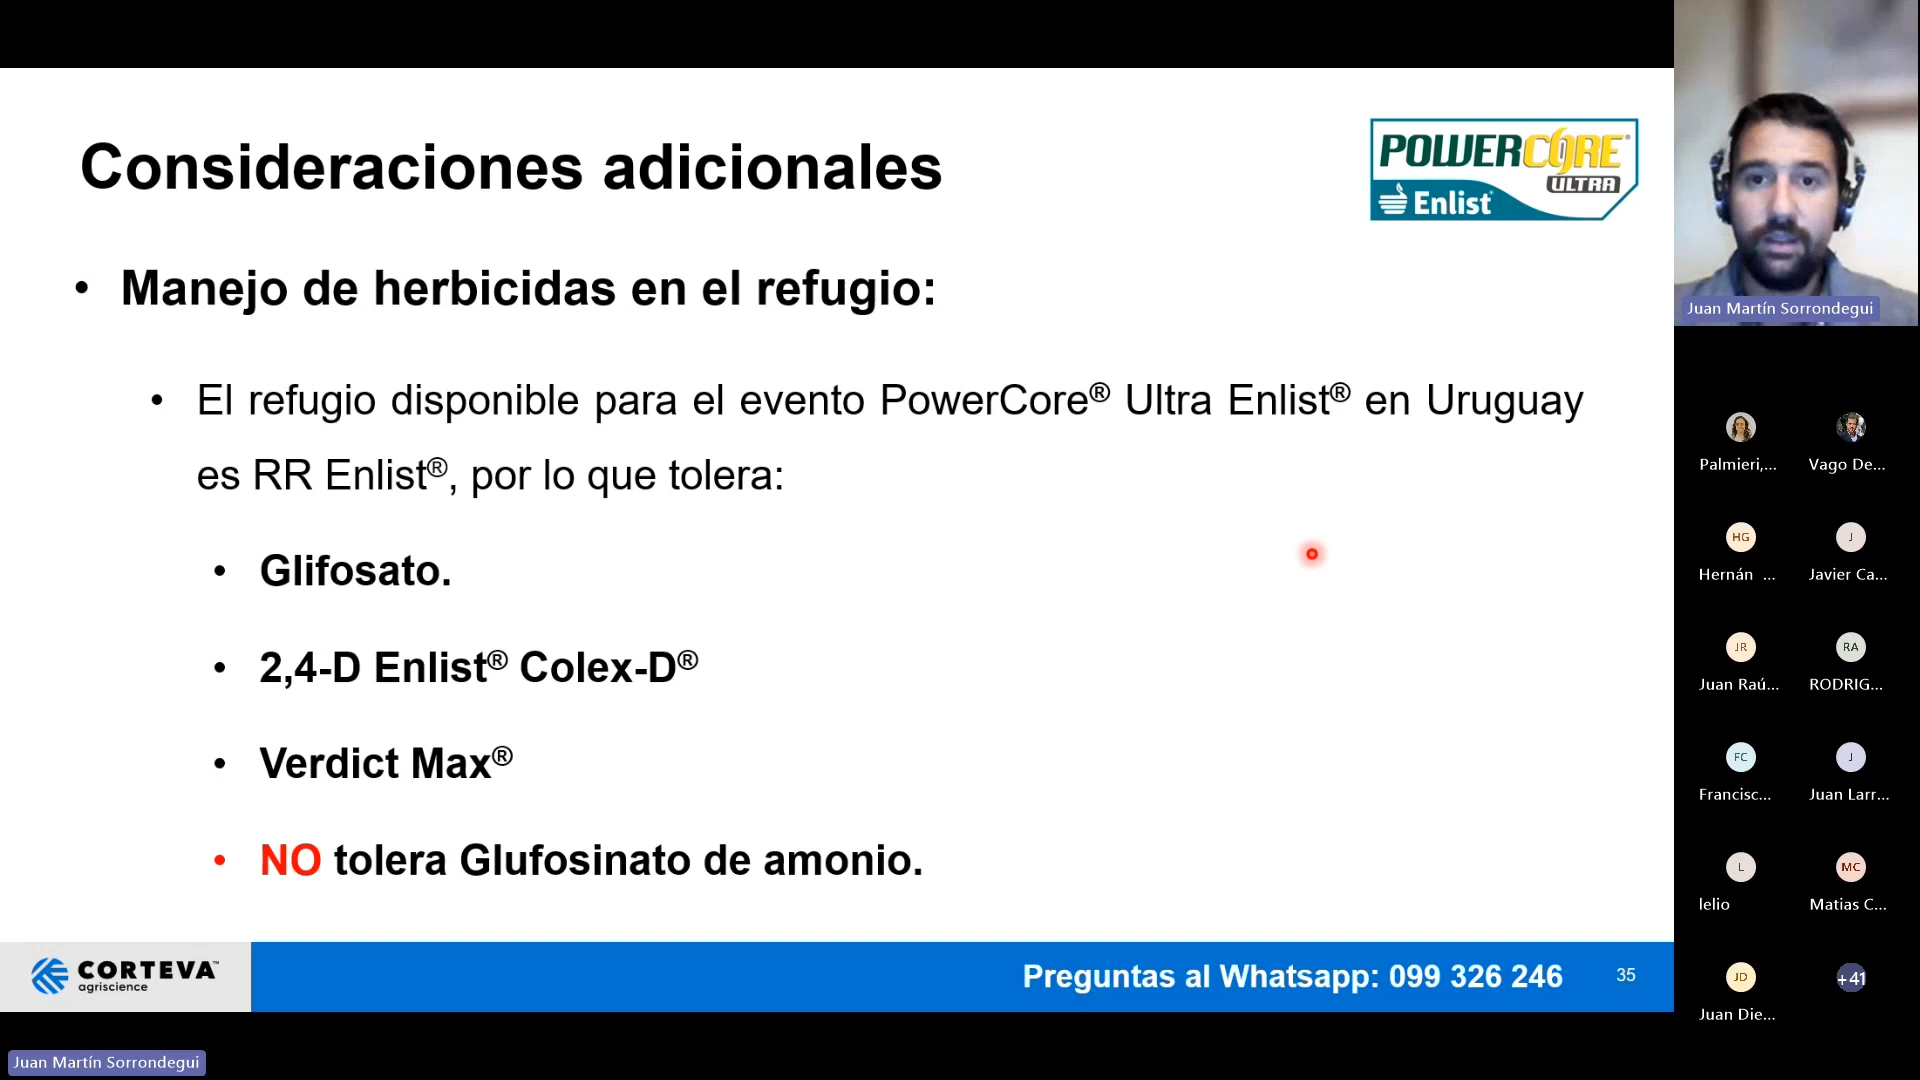 Consideraciones adicionales
POWERCORE®
ULTRA
Enlist®
• Manejo de herbicidas en el refugio:
• El refugio disponible para el evento PowerCore® Ultra Enlist® en Uruguay
es RR Enlist®, por lo que tolera:
• Glifosato.
• 2,4-D Enlist® Colex-D®
• Verdict Max®
• NO tolera Glufosinato de amonio.
CORTEVA™
agriscience
Preguntas al Whatsapp: 099 326 246
35
Juan Martín Sorrondegui
Juan Martín Sorrondegui
Palmieri,...
Vago De...
HG
Hernán ...
J
Javier Ca...
JR
Juan Raú...
RA
RODRIG...
FC
Francisc...
J
Juan Larr...
L
lelio
MC
Matias C...
JD
Juan Die...
+41